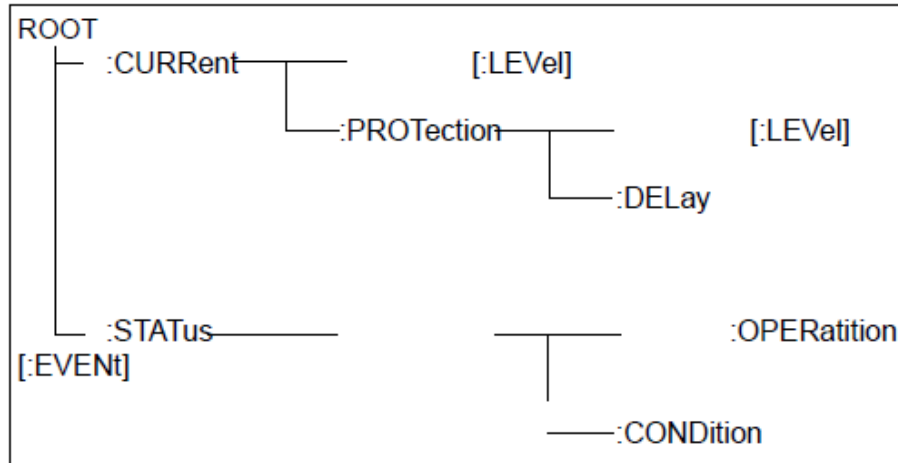 ROOT
:CURRent [:LEVel]
:PROTection [:LEVel]
:DELay
:STATus :OPERatition
[:EVENt]
:CONDition